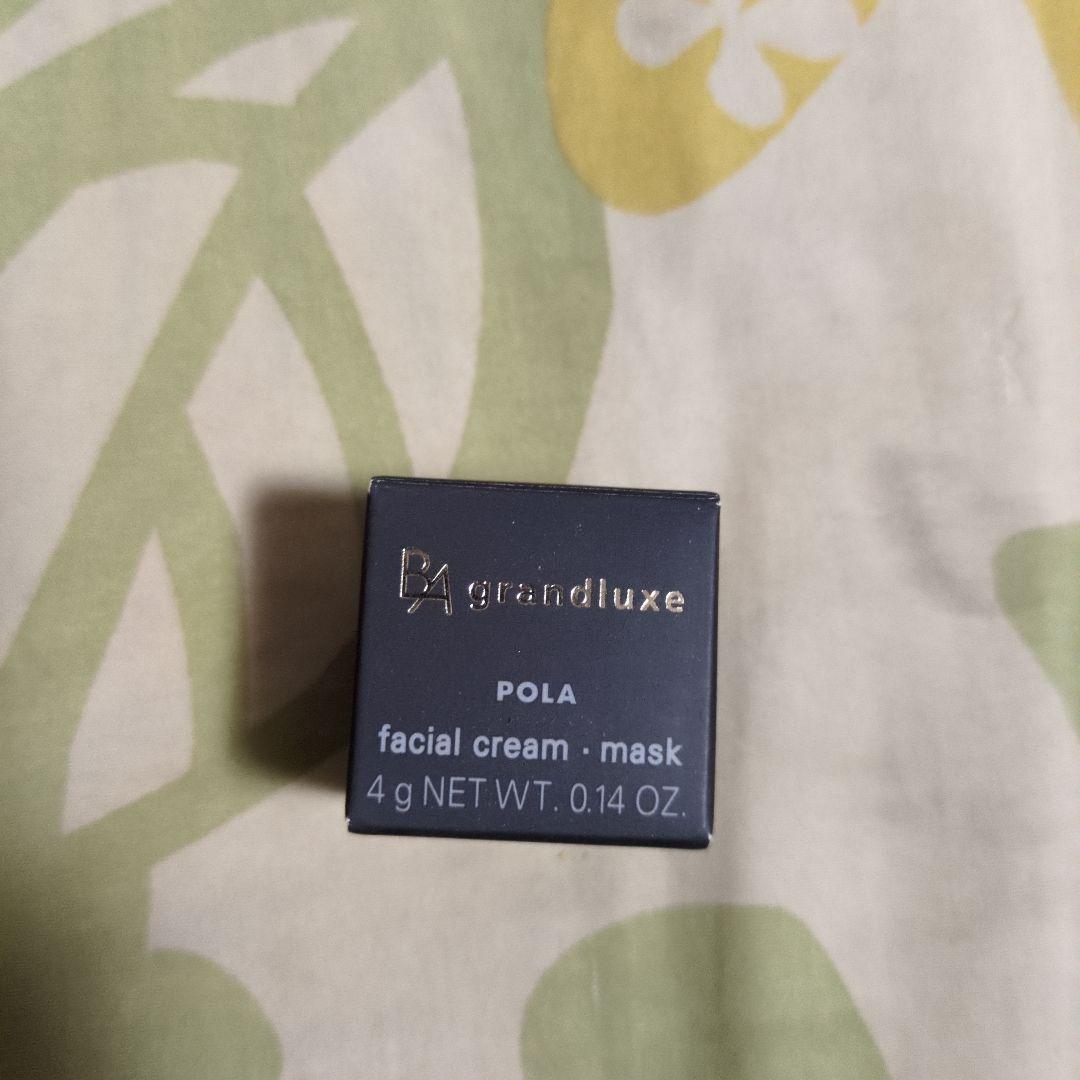 BA grandluxe
POLA
facial cream · mask
4 g NET WT. 0.14 OZ.